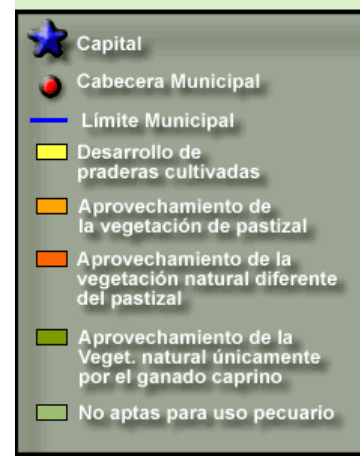 Capital
Cabecera Municipal
Límite Municipal
Desarrollo de
praderas cultivadas
Aprovechamiento de
la vegetación de pastizal
Aprovechamiento de la
vegetación natural diferente
del pastizal
Aprovechamiento de la
Veget. natural únicamente
por el ganado caprino
No aptas para uso pecuario